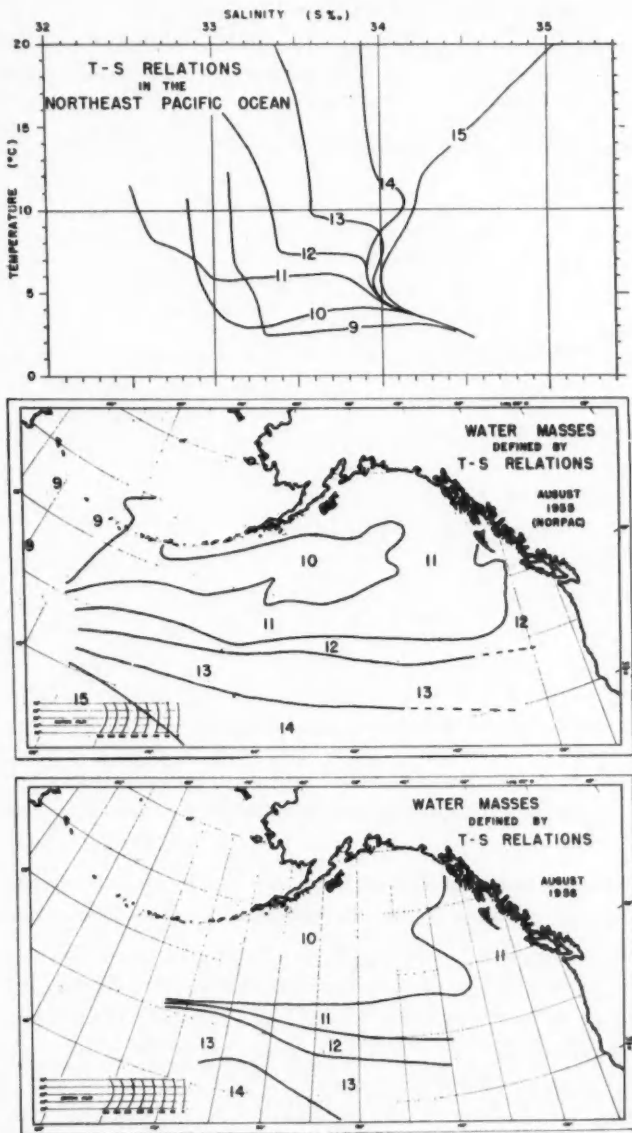 SALINITY (S‰)
32 33 34 35
20
15
10
5
0
TEMPERATURE (°C)
T-S RELATIONS
IN THE
NORTHEAST PACIFIC OCEAN
15
14
13
12
11
10
9
WATER MASSES
DEFINED BY
T-S RELATIONS
AUGUST
1955
(NORPAC)
9
9
9
10
11
11
12
12
13
13
15
14
WATER MASSES
DEFINED BY
T-S RELATIONS
AUGUST
1956
10
11
11
12
13
13
14